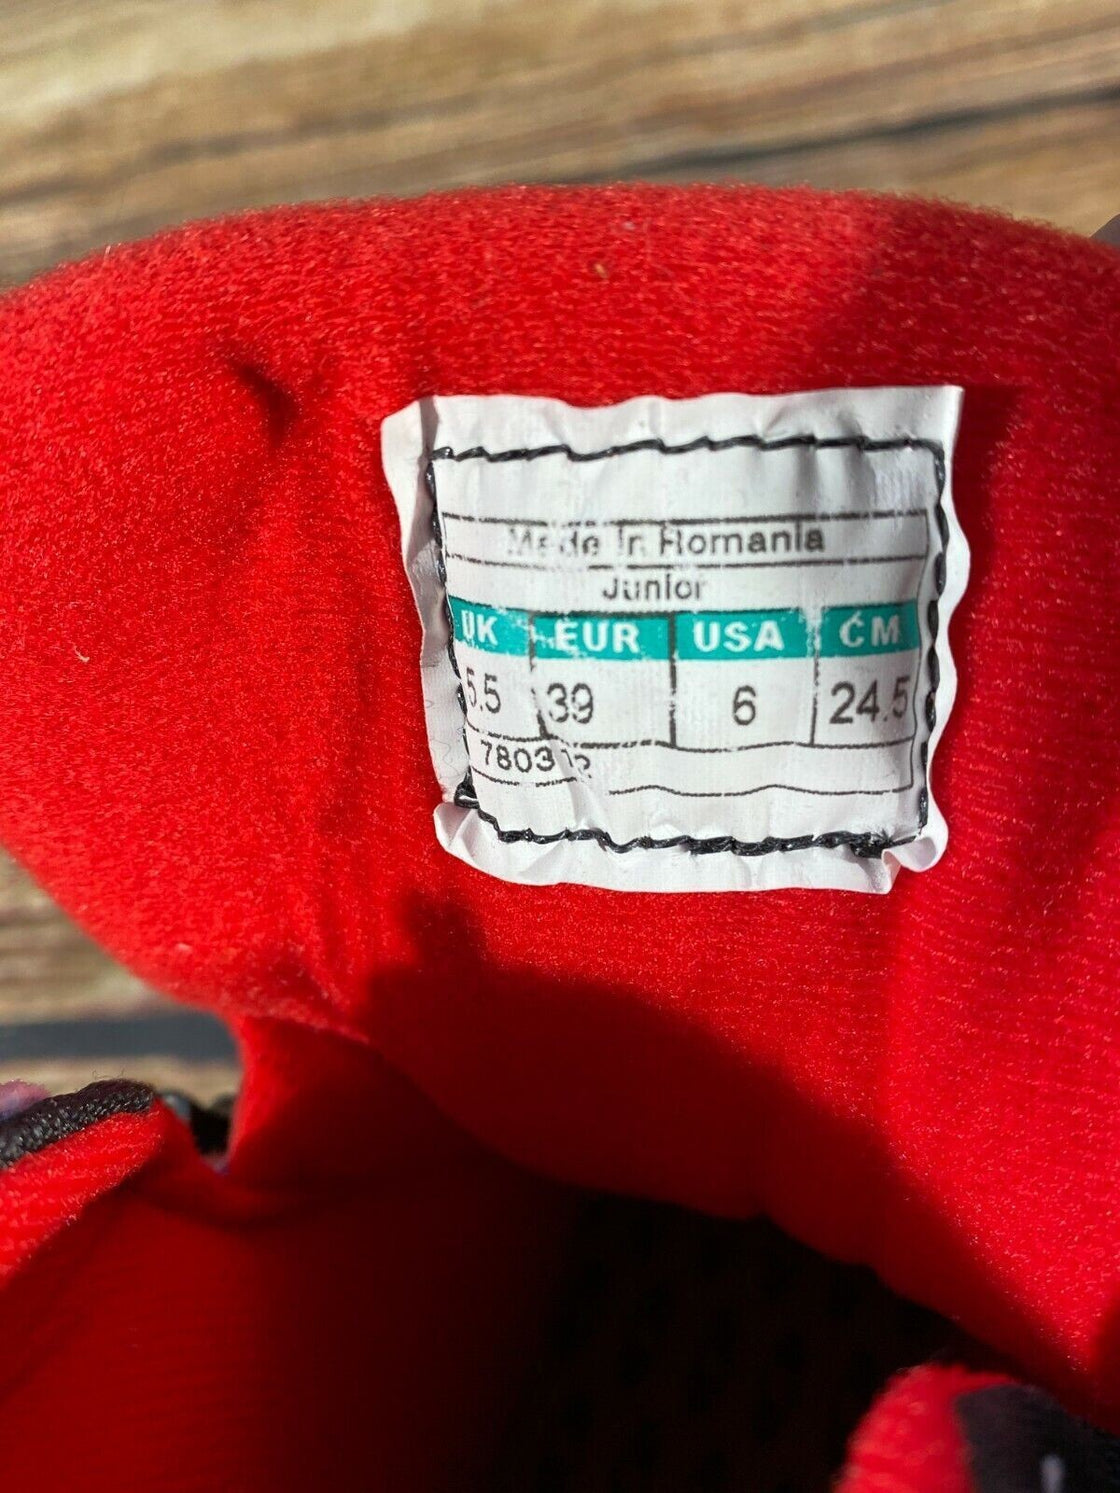 Made in Romania
Junior
UK EUR USA CM
5.5 39 6 24.5